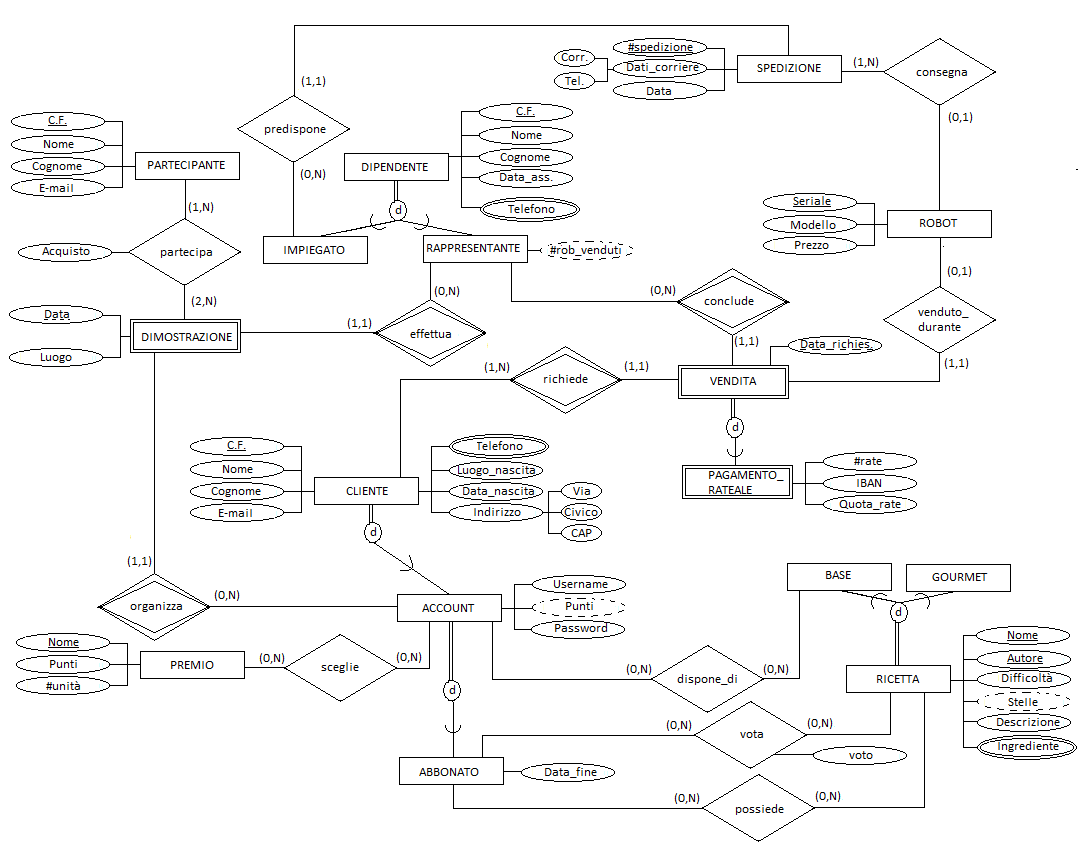 #spedizione
Corr.
Dati_corriere
SPEDIZIONE
(1,N)
consegna
Tel.
Data
(1,1)
C.F.
(0,1)
C.F.
predispone
Nome
Nome
Cognome
PARTECIPANTE
DIPENDENTE
Cognome
(0,N)
Data_ass.
E-mail
(1,N)
d
Telefono
Seriale
Modello
ROBOT
Prezzo
Acquisto
partecipa
IMPIEGATO
RAPPRESENTANTE
#rob_venduti
(0,N)
(0,N)
(0,1)
(2,N)
conclude
Data
(1,1)
DIMOSTRAZIONE
effettua
venduto_
durante
Luogo
(1,1)
Data_richies.
(1,N)
richiede
(1,1)
VENDITA
(1,1)
d
C.F.
Telefono
Nome
Luogo_nascita
#rate
PAGAMENTO_
RATEALE
IBAN
Quota_rate
Cognome
CLIENTE
Data_nascita
Via
E-mail
Indirizzo
Civico
CAP
d
(1,1)
BASE
GOURMET
organizza
(0,N)
ACCOUNT
Username
Punti
Password
d
Nome
Nome
Punti
PREMIO
(0,N)
sceglie
(0,N)
Autore
#unità
(0,N)
dispone_di
(0,N)
RICETTA
Difficoltà
d
Stelle
(0,N)
vota
(0,N)
Descrizione
Ingrediente
voto
ABBONATO
Data_fine
(0,N)
possiede
(0,N)